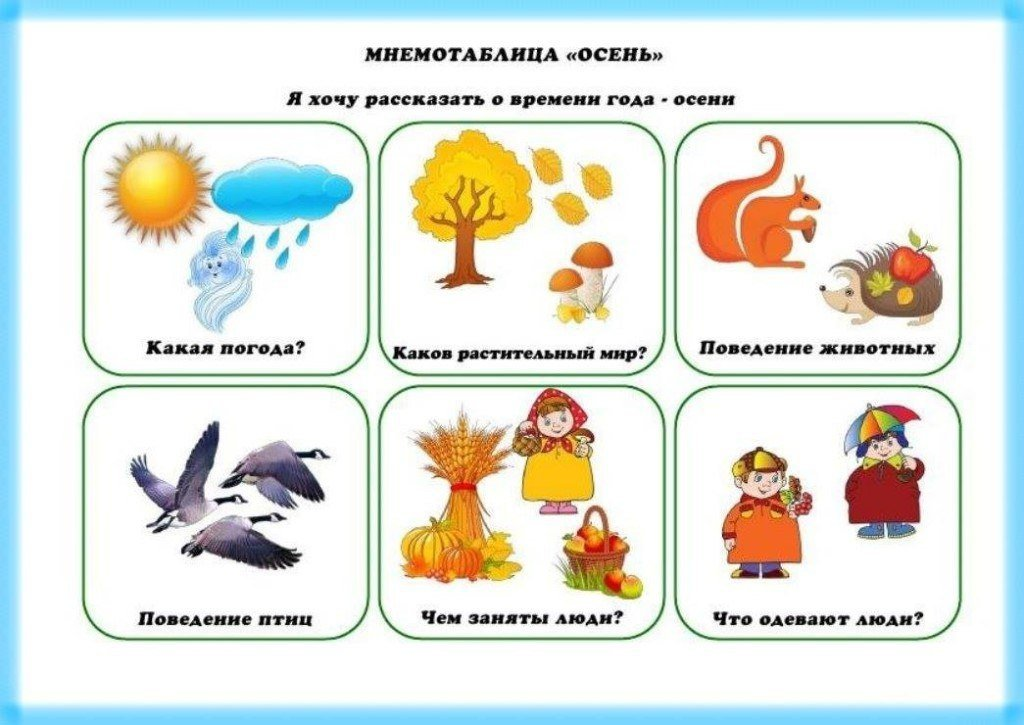 МНЕМОТАБЛИЦА «ОСЕНЬ»
Я хочу рассказать о времени года - осени
Какая погода?
Каков растительный мир?
Поведение животных
Поведение птиц
Чем заняты люди?
Что одевают люди?